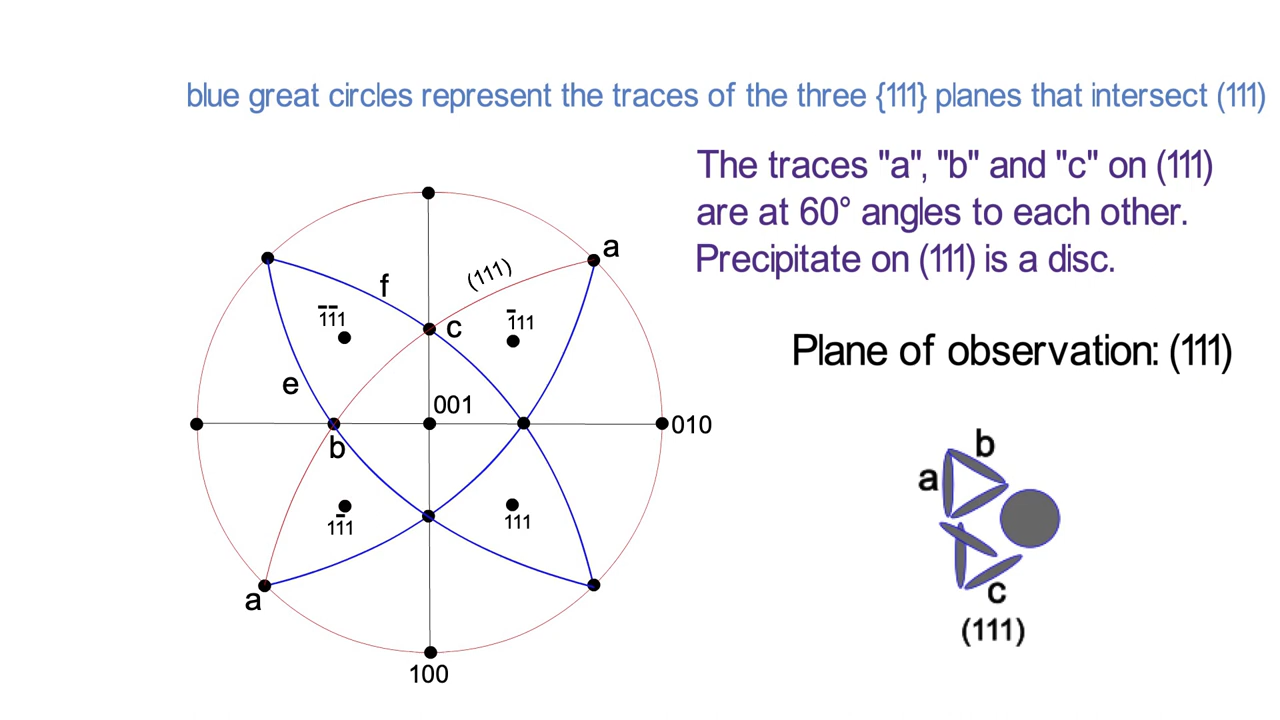 blue great circles represent the traces of the three {111} planes that intersect (111)
The traces "a", "b" and "c" on (111)
are at 60° angles to each other.
Precipitate on (111) is a disc.
Plane of observation: (111)
a
(111)
f
1̅1̅1
1̅11
c
e
001
010
b
11̅1
111
a
100
b
a
c
(111)